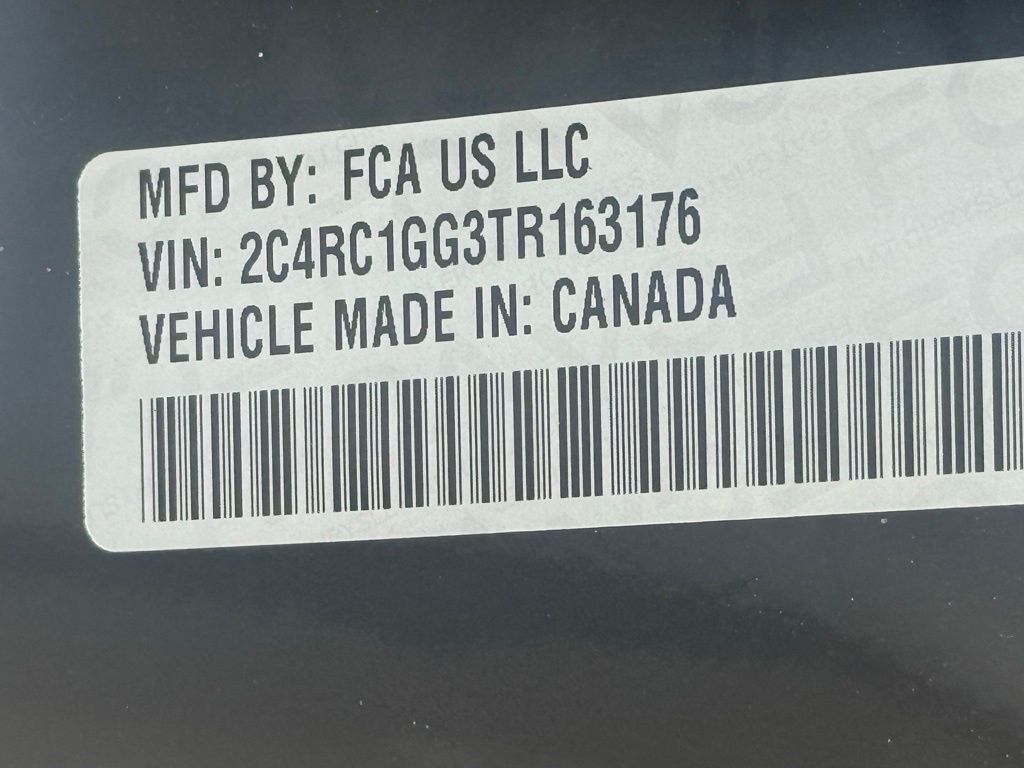 MFD BY: FCA US LLC
VIN: 2C4RC1GG3TR163176
VEHICLE MADE IN: CANADA